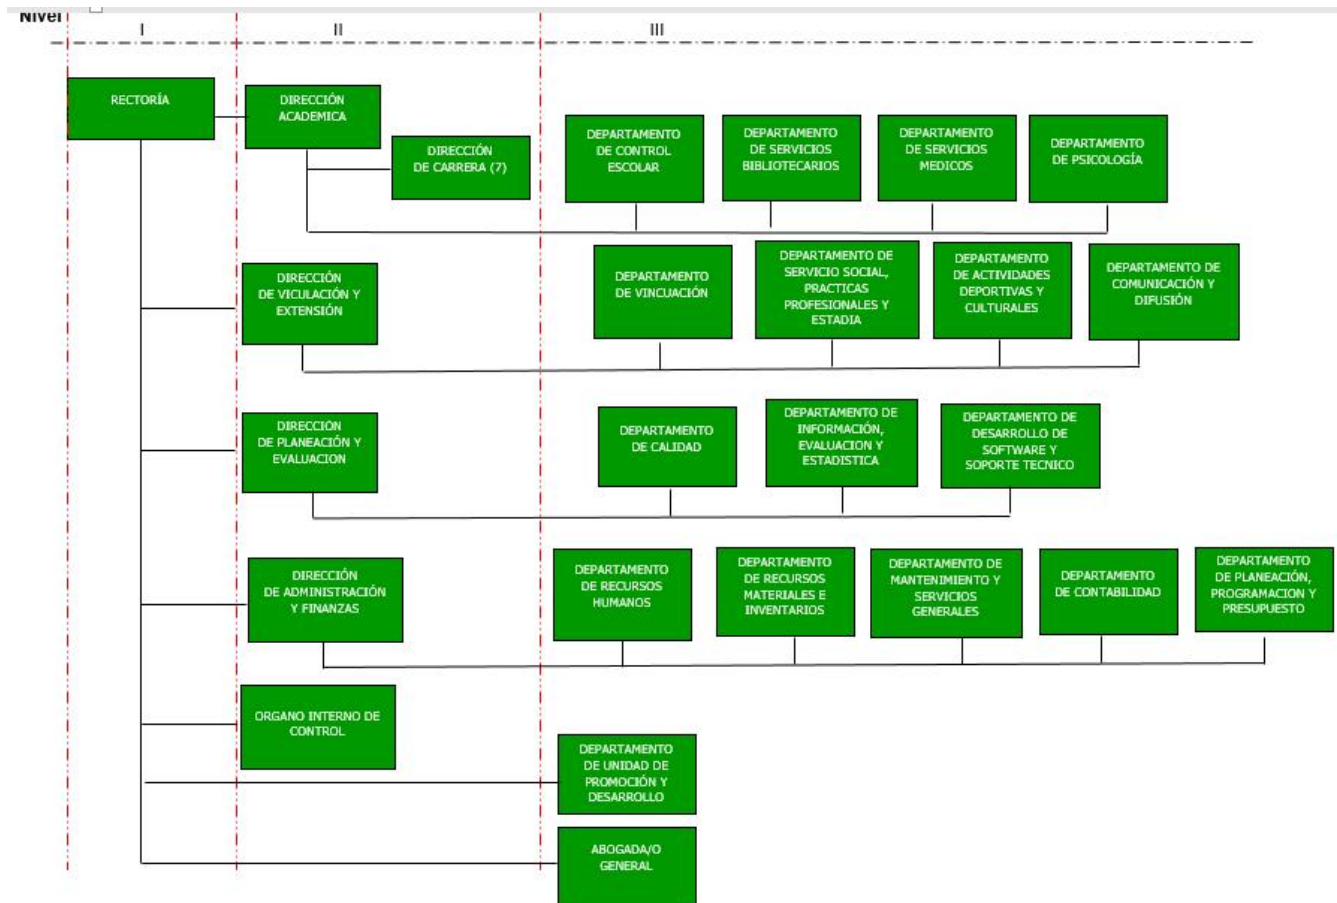 Nivel
I
II
III
RECTORÍA
DIRECCIÓN
ACADEMICA
DIRECCIÓN
DE CARRERA (7)
DEPARTAMENTO
DE CONTROL
ESCOLAR
DEPARTAMENTO
DE SERVICIOS
BIBLIOTECARIOS
DEPARTAMENTO
DE SERVICIOS
MEDICOS
DEPARTAMENTO
DE PSICOLOGÍA
DIRECCIÓN
DE VICULACIÓN Y
EXTENSIÓN
DEPARTAMENTO
DE VINCUACIÓN
DEPARTAMENTO DE
SERVICIO SOCIAL,
PRACTICAS
PROFESIONALES Y
ESTADIA
DEPARTAMENTO
DE ACTIVIDADES
DEPORTIVAS Y
CULTURALES
DEPARTAMENTO DE
COMUNICACIÓN Y
DIFUSIÓN
DIRECCIÓN
DE PLANEACIÓN Y
EVALUACION
DEPARTAMENTO
DE CALIDAD
DEPARTAMENTO DE
INFORMACIÓN,
EVALUACION Y
ESTADISTICA
DEPARTAMENTO DE
DESARROLLO DE
SOFTWARE Y
SOPORTE TECNICO
DIRECCIÓN
DE ADMINISTRACIÓN
Y FINANZAS
DEPARTAMENTO
DE RECURSOS
HUMANOS
DEPARTAMENTO
DE RECURSOS
MATERIALES E
INVENTARIOS
DEPARTAMENTO DE
MANTENIMIENTO Y
SERVICIOS
GENERALES
DEPARTAMENTO
DE CONTABILIDAD
DEPARTAMENTO
DE PLANEACIÓN,
PROGRAMACION Y
PRESUPUESTO
ORGANO INTERNO DE
CONTROL
DEPARTAMENTO
DE UNIDAD DE
PROMOCIÓN Y
DESARROLLO
ABOGADA/O
GENERAL